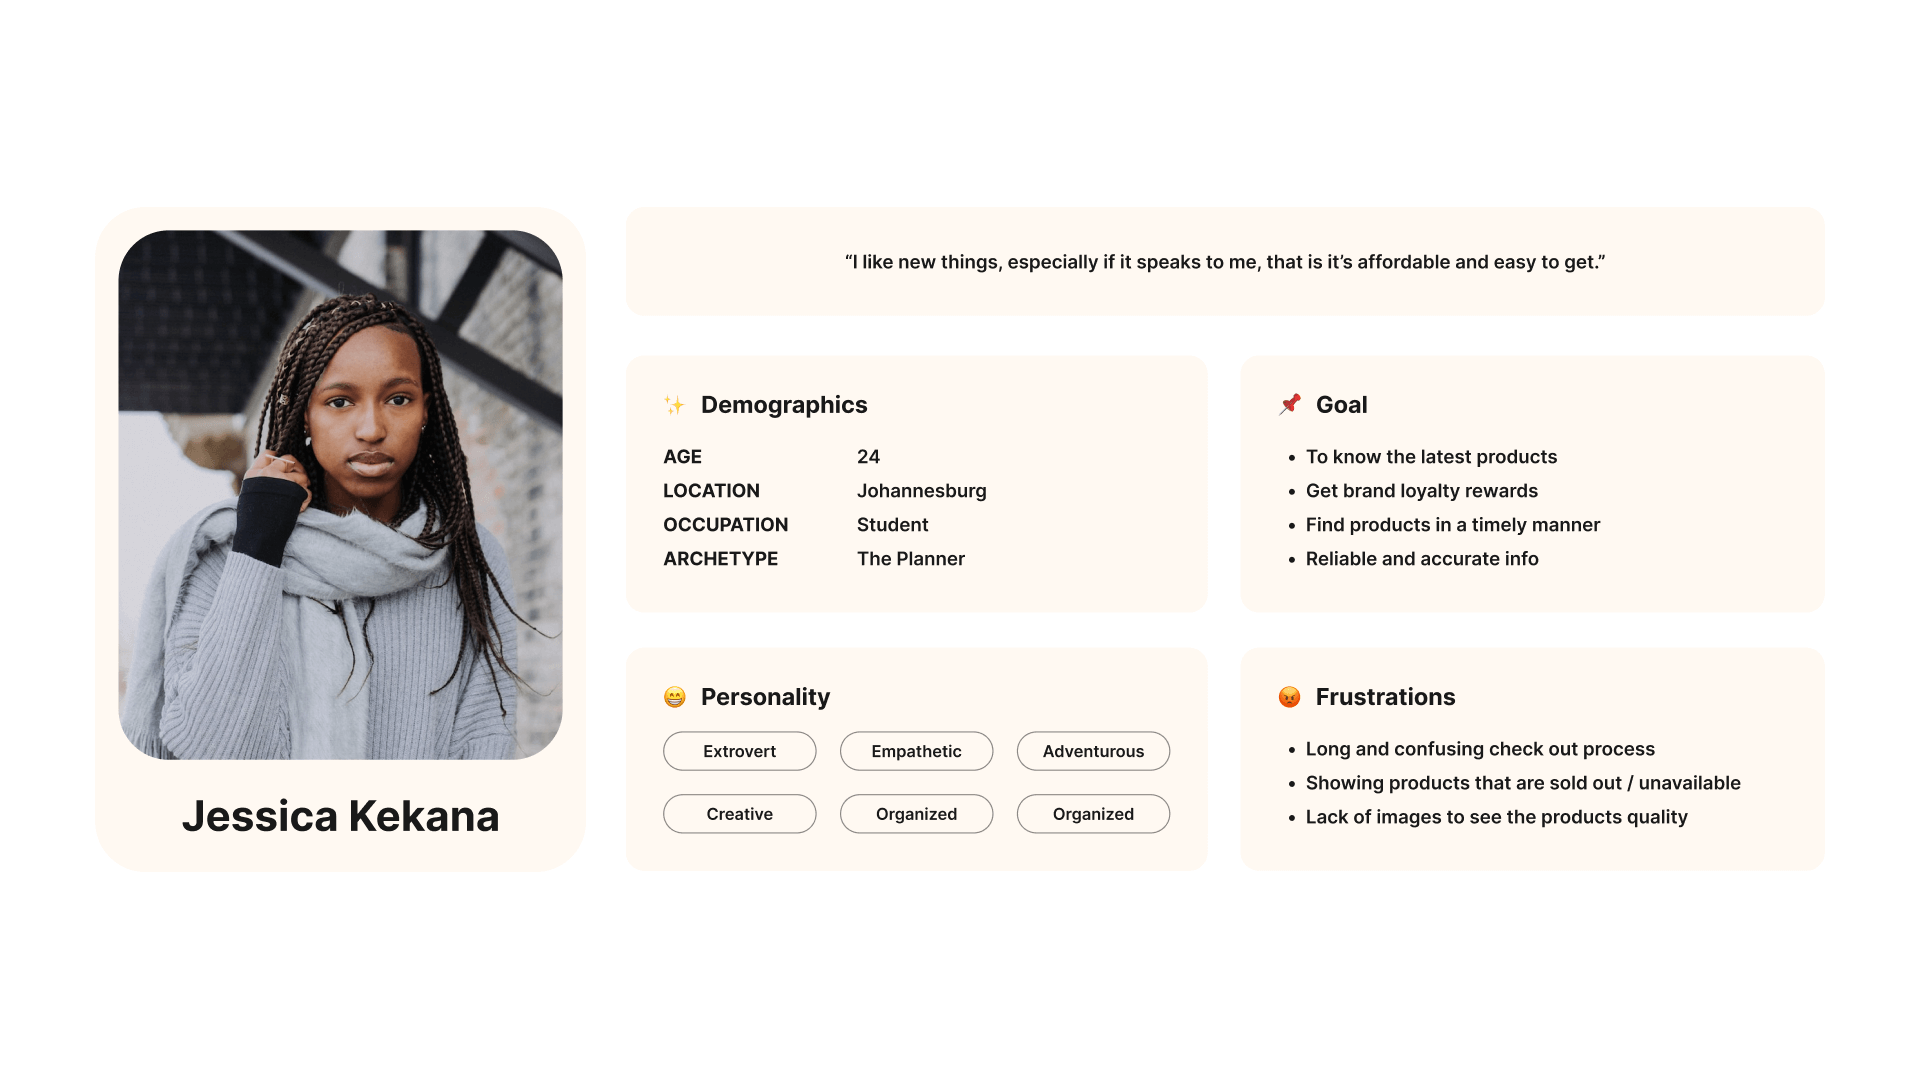 “I like new things, especially if it speaks to me, that is it’s affordable and easy to get.”
Demographics
AGE 24
LOCATION Johannesburg
OCCUPATION Student
ARCHETYPE The Planner
Goal
• To know the latest products
• Get brand loyalty rewards
• Find products in a timely manner
• Reliable and accurate info
Personality
Extrovert Empathetic Adventurous
Creative Organized Organized
Frustrations
• Long and confusing check out process
• Showing products that are sold out / unavailable
• Lack of images to see the products quality
Jessica Kekana